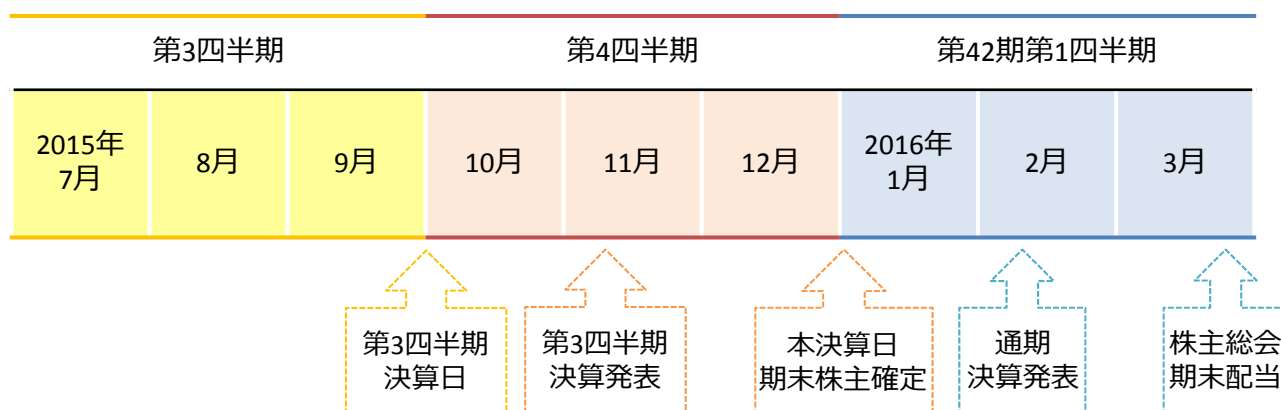 第3四半期
第4四半期
第42期第1四半期
2015年
7月
8月
9月
10月
11月
12月
2016年
1月
2月
3月
第3四半期
決算日
第3四半期
決算発表
本決算日
期末株主確定
通期
決算発表
株主総会
期末配当